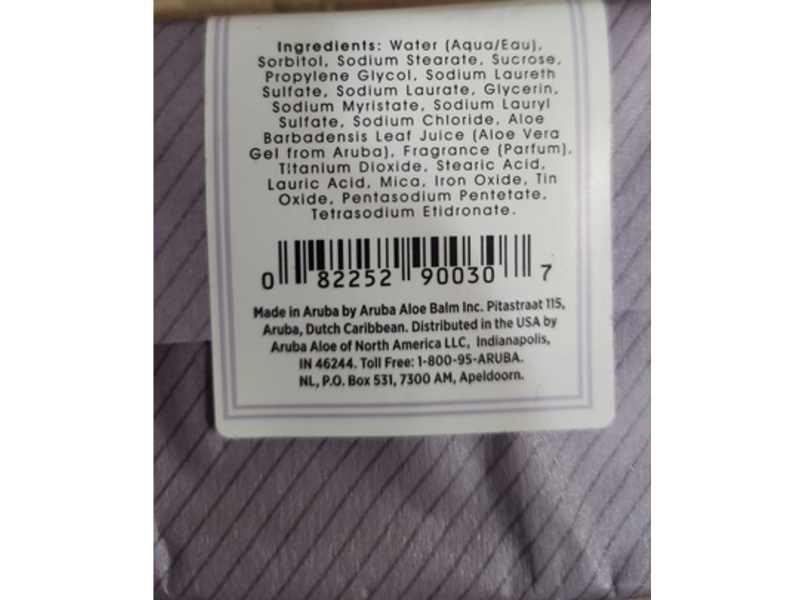 Ingredients: Water (Aqua/Eau),
Sorbitol, Sodium Stearate, Sucrose,
Propylene Glycol, Sodium Laureth
Sulfate, Sodium Laurate, Glycerin,
Sodium Myristate, Sodium Lauryl
Sulfate, Sodium Chloride, Aloe
Barbadensis Leaf Juice (Aloe Vera
Gel from Aruba), Fragrance (Parfum),
Titanium Dioxide, Stearic Acid,
Lauric Acid, Mica, Iron Oxide, Tin
Oxide, Pentasodium Pentetate,
Tetrasodium Etidronate.
0 82252 90030 7
Made in Aruba by Aruba Aloe Balm Inc. Pitastraat 115,
Aruba, Dutch Caribbean. Distributed in the USA by
Aruba Aloe of North America LLC, Indianapolis,
IN 46244. Toll Free: 1-800-95-ARUBA.
NL, P.O. Box 531, 7300 AM, Apeldoorn.